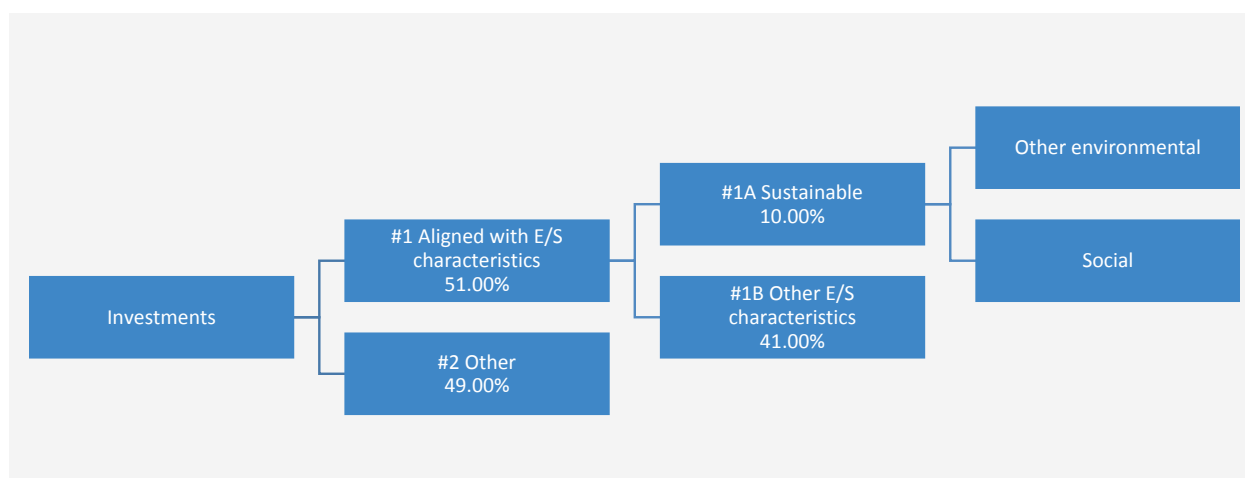 Investments
#1 Aligned with E/S
characteristics
51.00%
#2 Other
49.00%
#1A Sustainable
10.00%
#1B Other E/S
characteristics
41.00%
Other environmental
Social